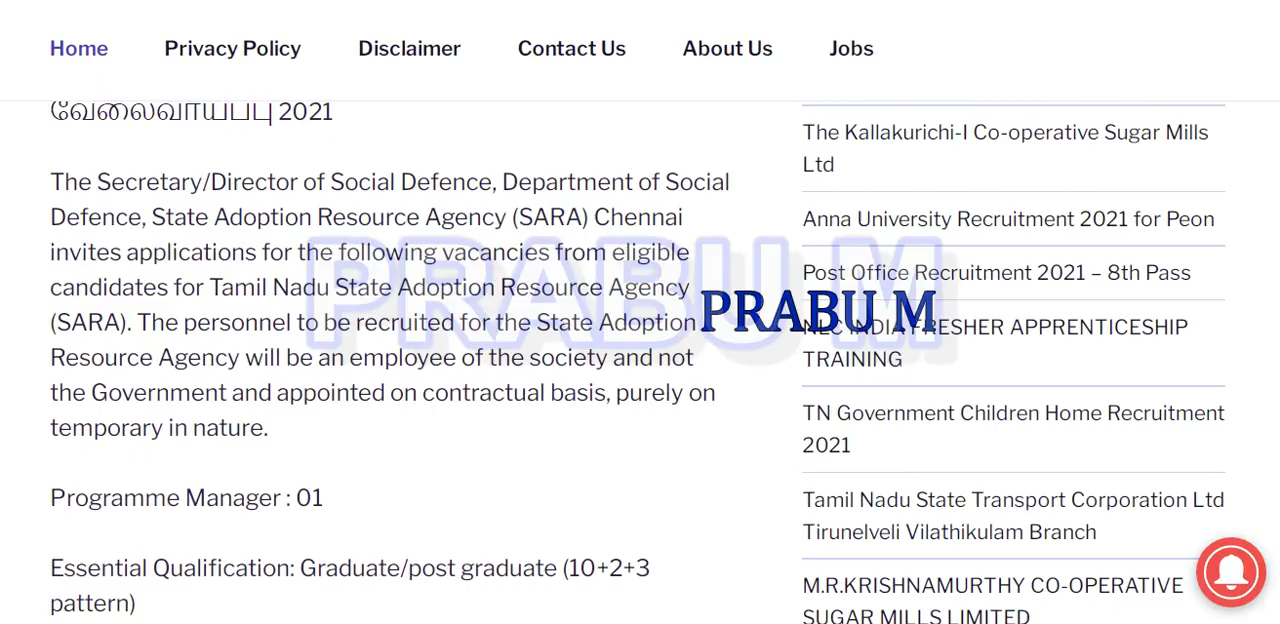 Home Privacy Policy Disclaimer Contact Us About Us Jobs
வேலைவாய்ப்பு 2021
The Secretary/Director of Social Defence, Department of Social
Defence, State Adoption Resource Agency (SARA) Chennai
invites applications for the following vacancies from eligible
candidates for Tamil Nadu State Adoption Resource Agency
(SARA). The personnel to be recruited for the State Adoption
Resource Agency will be an employee of the society and not
the Government and appointed on contractual basis, purely on
temporary in nature.
Programme Manager : 01
Essential Qualification: Graduate/post graduate (10+2+3
pattern)
PRABU M
PRABU M
The Kallakurichi-I Co-operative Sugar Mills
Ltd
Anna University Recruitment 2021 for Peon
Post Office Recruitment 2021 – 8th Pass
NLC INDIA FRESHER APPRENTICESHIP
TRAINING
TN Government Children Home Recruitment
2021
Tamil Nadu State Transport Corporation Ltd
Tirunelveli Vilathikulam Branch
M.R.KRISHNAMURTHY CO-OPERATIVE
SUGAR MILLS LIMITED